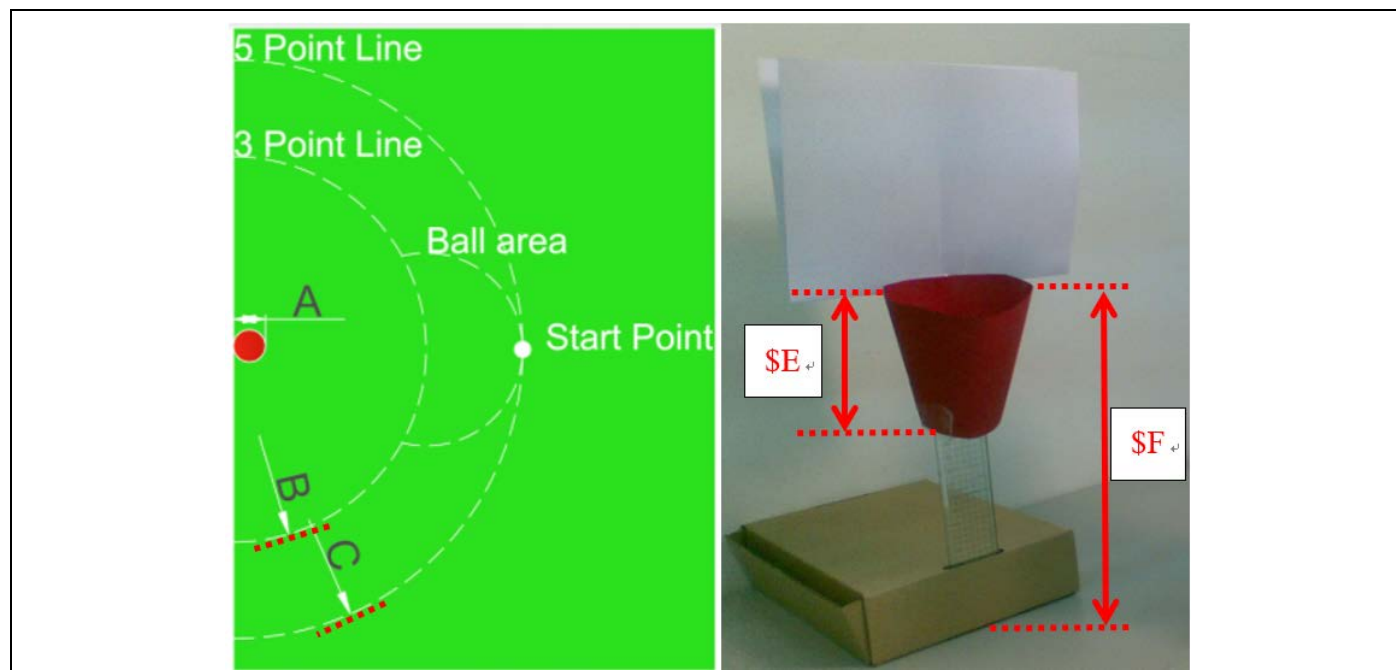 5 Point Line
3 Point Line
Ball area
A
Start Point
B
C
$E
$F